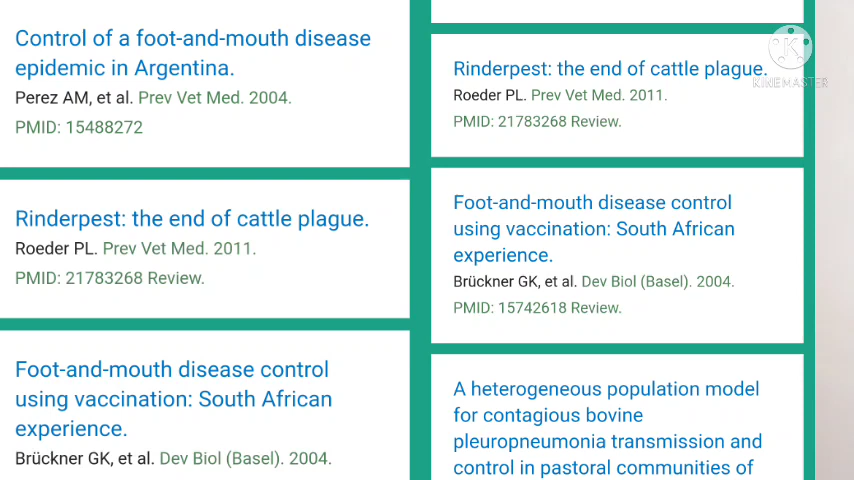 Control of a foot-and-mouth disease
epidemic in Argentina.
Perez AM, et al. Prev Vet Med. 2004.
PMID: 15488272
Rinderpest: the end of cattle plague.
Roeder PL. Prev Vet Med. 2011.
PMID: 21783268 Review.
Foot-and-mouth disease control
using vaccination: South African
experience.
Brückner GK, et al. Dev Biol (Basel). 2004.
Rinderpest: the end of cattle plague.
Roeder PL. Prev Vet Med. 2011.
PMID: 21783268 Review.
Foot-and-mouth disease control
using vaccination: South African
experience.
Brückner GK, et al. Dev Biol (Basel). 2004.
PMID: 15742618 Review.
A heterogeneous population model
for contagious bovine
pleuropneumonia transmission and
control in pastoral communities of
K
KINEMASTER